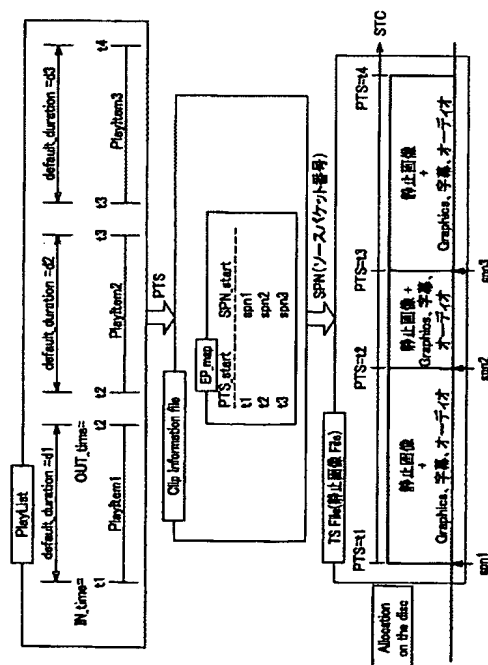 PlayList
default_duration =d1
default_duration =d2
default_duration =d3
IN_time=
OUT_time=
t1
t2
t2
t3
t3
t4
PlayItem1
PlayItem2
PlayItem3
PTS
Clip Information file
EP_map
PTS_start
SPN_start
t1
spn1
t2
spn2
t3
spn3
SPN(ソースパケット番号)
TS File(静止画像 File)
STC
PTS=t1
PTS=t2
PTS=t3
PTS=t4
静止画像
+
Graphics、字幕、オーディオ
静止画像 +
Graphics、字幕、
オーディオ
静止画像
+
Graphics、字幕、オーディオ
Allocation
on the disc
spn1
spn2
spn3